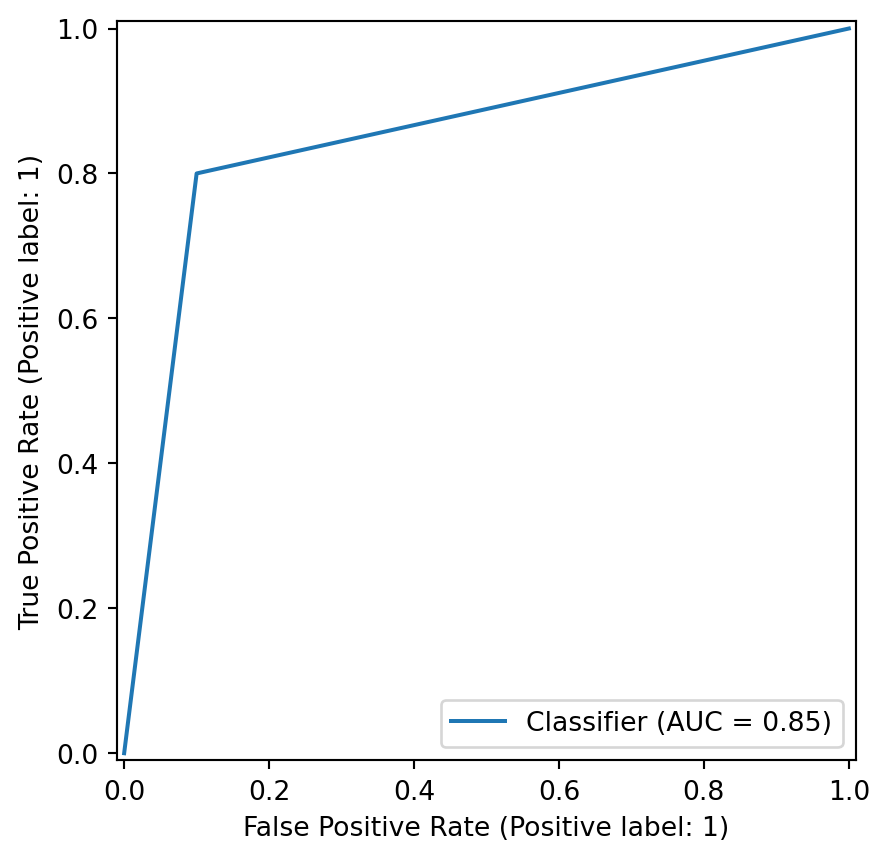 1.0
0.8
0.6
0.4
0.2
0.0
True Positive Rate (Positive label: 1)
Classifier (AUC = 0.85)
0.0 0.2 0.4 0.6 0.8 1.0
False Positive Rate (Positive label: 1)